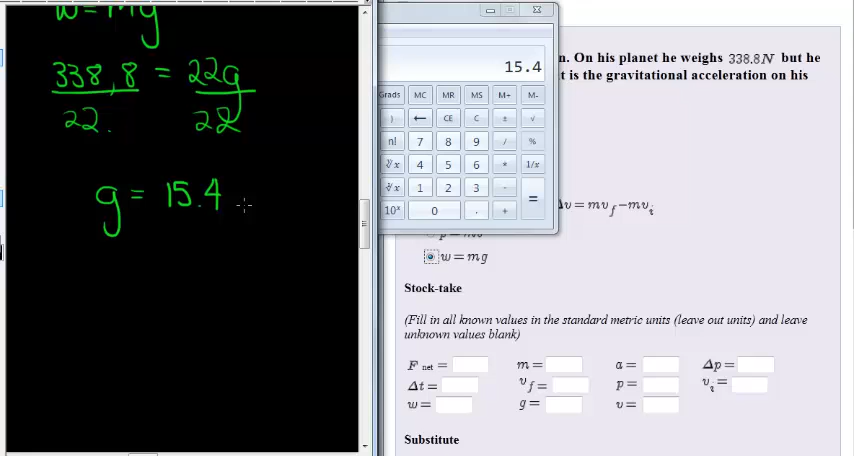 w = mg
338,8 = 22g
22. 22
g = 15.4
15.4
Grads MC MR MS M+ M-
) ← CE C ± √
n! 7 8 9 / %
∛x 4 5 6 * 1/x
x 1 2 3 - =
10ˣ 0 . +
n. On his planet he weighs 338.8N but he
t is the gravitational acceleration on his
Δv = mv_f − mv_i
w = mg
Stock-take
(Fill in all known values in the standard metric units (leave out units) and leave
unknown values blank)
F net = m = a = Δp =
Δt = v_f = p = v_i =
w = g = v =
Substitute